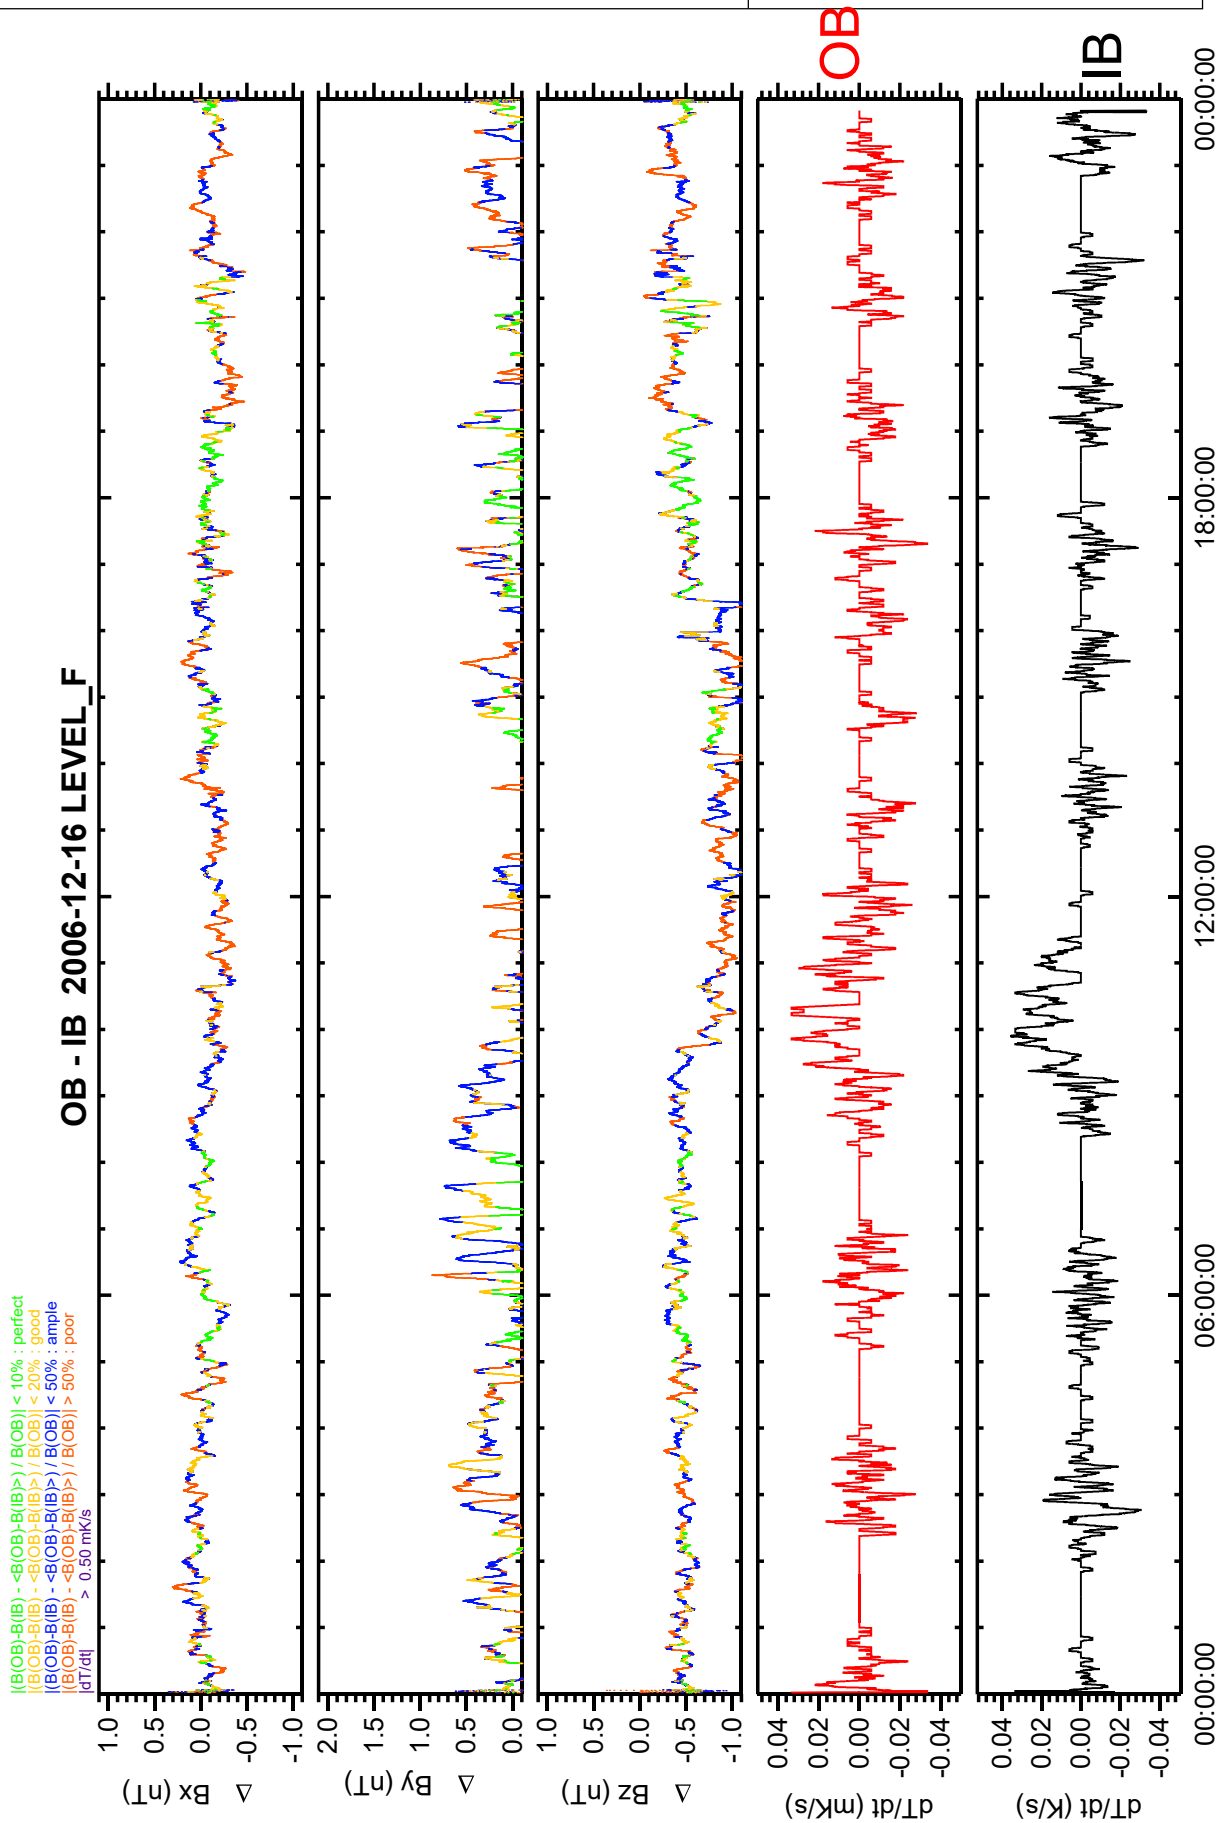 |(B(OB)-B(IB) - <B(OB)-B(IB)>) / B(OB)| < 10% : perfect
|(B(OB)-B(IB) - <B(OB)-B(IB)>) / B(OB)| < 20% : good
|(B(OB)-B(IB) - <B(OB)-B(IB)>) / B(OB)| < 50% : ample
|(B(OB)-B(IB) - <B(OB)-B(IB)>) / B(OB)| > 50% : poor
|dT/dt| > 0.50 mK/s
OB - IB 2006-12-16 LEVEL_F
1.0
0.5
0.0
-0.5
-1.0
Δ Bx (nT)
2.0
1.5
1.0
0.5
0.0
Δ By (nT)
1.0
0.5
0.0
-0.5
-1.0
Δ Bz (nT)
OB
0.04
0.02
0.00
-0.02
-0.04
dT/dt (mK/s)
IB
0.04
0.02
0.00
-0.02
-0.04
dT/dt (K/s)
00:00:00
06:00:00
12:00:00
18:00:00
00:00:00